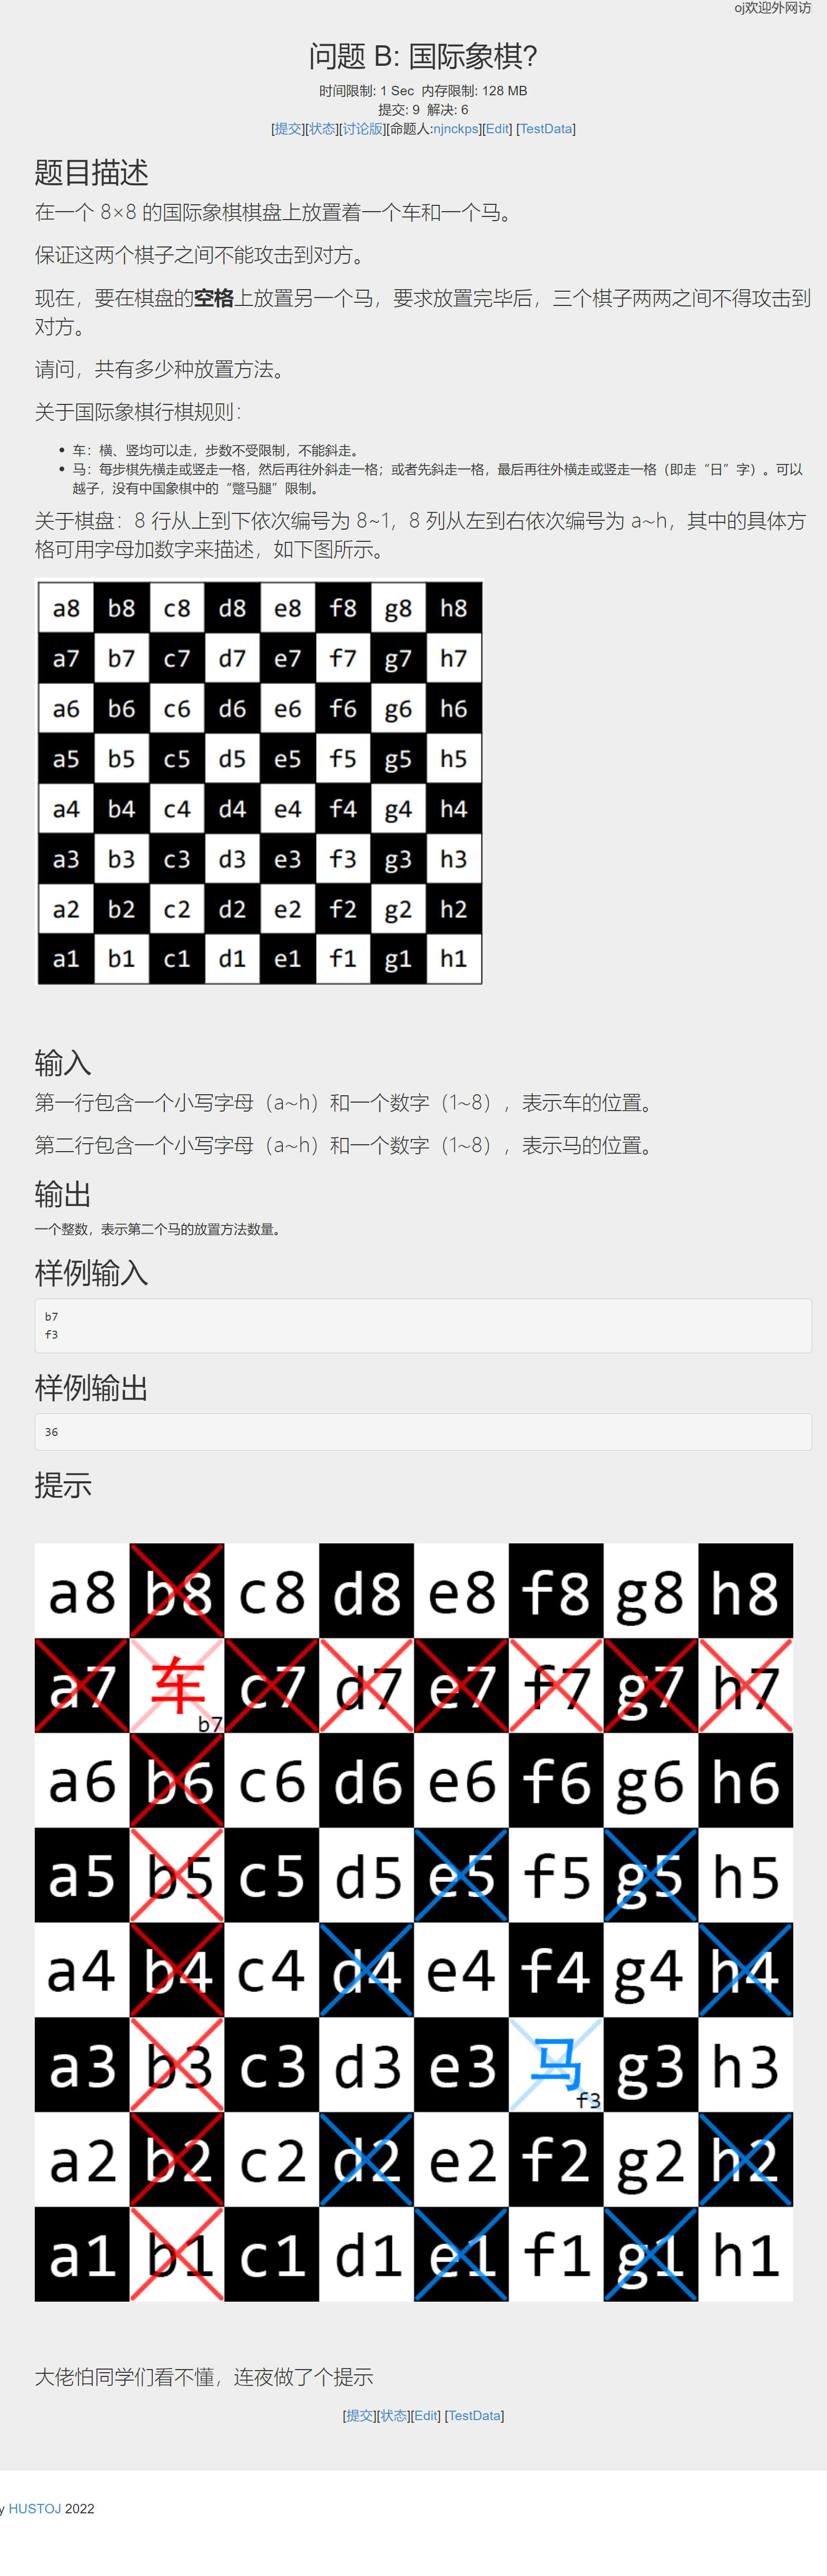 oj欢迎外网访
问题 B: 国际象棋?
时间限制: 1 Sec 内存限制: 128 MB
提交: 9 解决: 6
[提交][状态][讨论版][命题人:njnckps][Edit] [TestData]
题目描述
在一个 8×8 的国际象棋棋盘上放置着一个车和一个马。
保证这两个棋子之间不能攻击到对方。
现在，要在棋盘的空格上放置另一个马，要求放置完毕后，三个棋子两两之间不得攻击到
对方。
请问，共有多少种放置方法。
关于国际象棋行棋规则：
• 车：横、竖均可以走，步数不受限制，不能斜走。
• 马：每步棋先横走或竖走一格，然后再往外斜走一格；或者先斜走一格，最后再往外横走或竖走一格（即走“日”字）。可以
越子，没有中国象棋中的“蹩马腿”限制。
关于棋盘：8 行从上到下依次编号为 8~1，8 列从左到右依次编号为 a~h，其中的具体方
格可用字母加数字来描述，如下图所示。
a8 b8 c8 d8 e8 f8 g8 h8
a7 b7 c7 d7 e7 f7 g7 h7
a6 b6 c6 d6 e6 f6 g6 h6
a5 b5 c5 d5 e5 f5 g5 h5
a4 b4 c4 d4 e4 f4 g4 h4
a3 b3 c3 d3 e3 f3 g3 h3
a2 b2 c2 d2 e2 f2 g2 h2
a1 b1 c1 d1 e1 f1 g1 h1
输入
第一行包含一个小写字母（a~h）和一个数字（1~8），表示车的位置。
第二行包含一个小写字母（a~h）和一个数字（1~8），表示马的位置。
输出
一个整数，表示第二个马的放置方法数量。
样例输入
b7
f3
样例输出
36
提示
a8 b8 c8 d8 e8 f8 g8 h8
a7 车 b7 c7 d7 e7 f7 g7 h7
a6 b6 c6 d6 e6 f6 g6 h6
a5 b5 c5 d5 e5 f5 g5 h5
a4 b4 c4 d4 e4 f4 g4 h4
a3 b3 c3 d3 e3 马 f3 g3 h3
a2 b2 c2 d2 e2 f2 g2 h2
a1 b1 c1 d1 e1 f1 g1 h1
大佬怕同学们看不懂，连夜做了个提示
[提交][状态][Edit] [TestData]
y HUSTOJ 2022